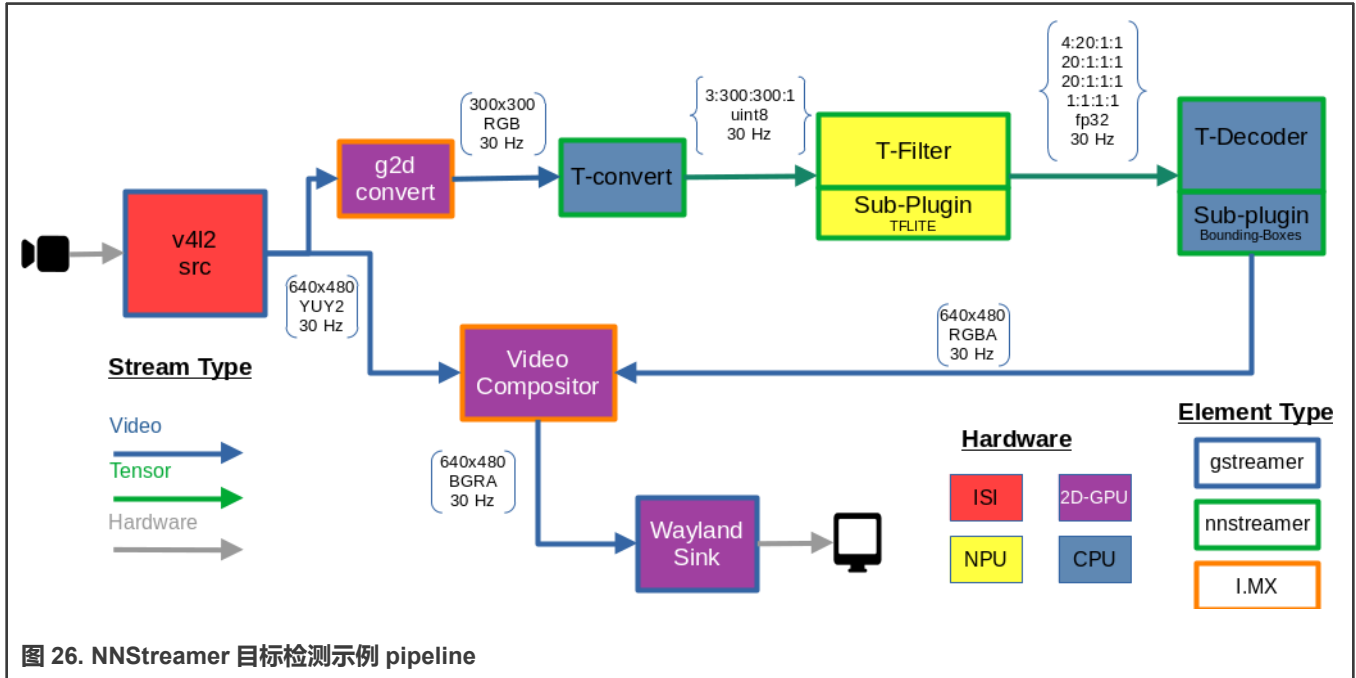 4:20:1:1
20:1:1:1
20:1:1:1
1:1:1:1
fp32
30 Hz
300x300
RGB
30 Hz
3:300:300:1
uint8
30 Hz
g2d
convert
T-convert
T-Filter
Sub-Plugin
TFLITE
T-Decoder
Sub-plugin
Bounding-Boxes
v4l2
src
640x480
YUY2
30 Hz
640x480
RGBA
30 Hz
Video
Compositor
640x480
BGRA
30 Hz
Wayland
Sink
Stream Type
Video
Tensor
Hardware
Hardware
ISI
2D-GPU
NPU
CPU
Element Type
gstreamer
nnstreamer
I.MX
图 26. NNStreamer 目标检测示例 pipeline